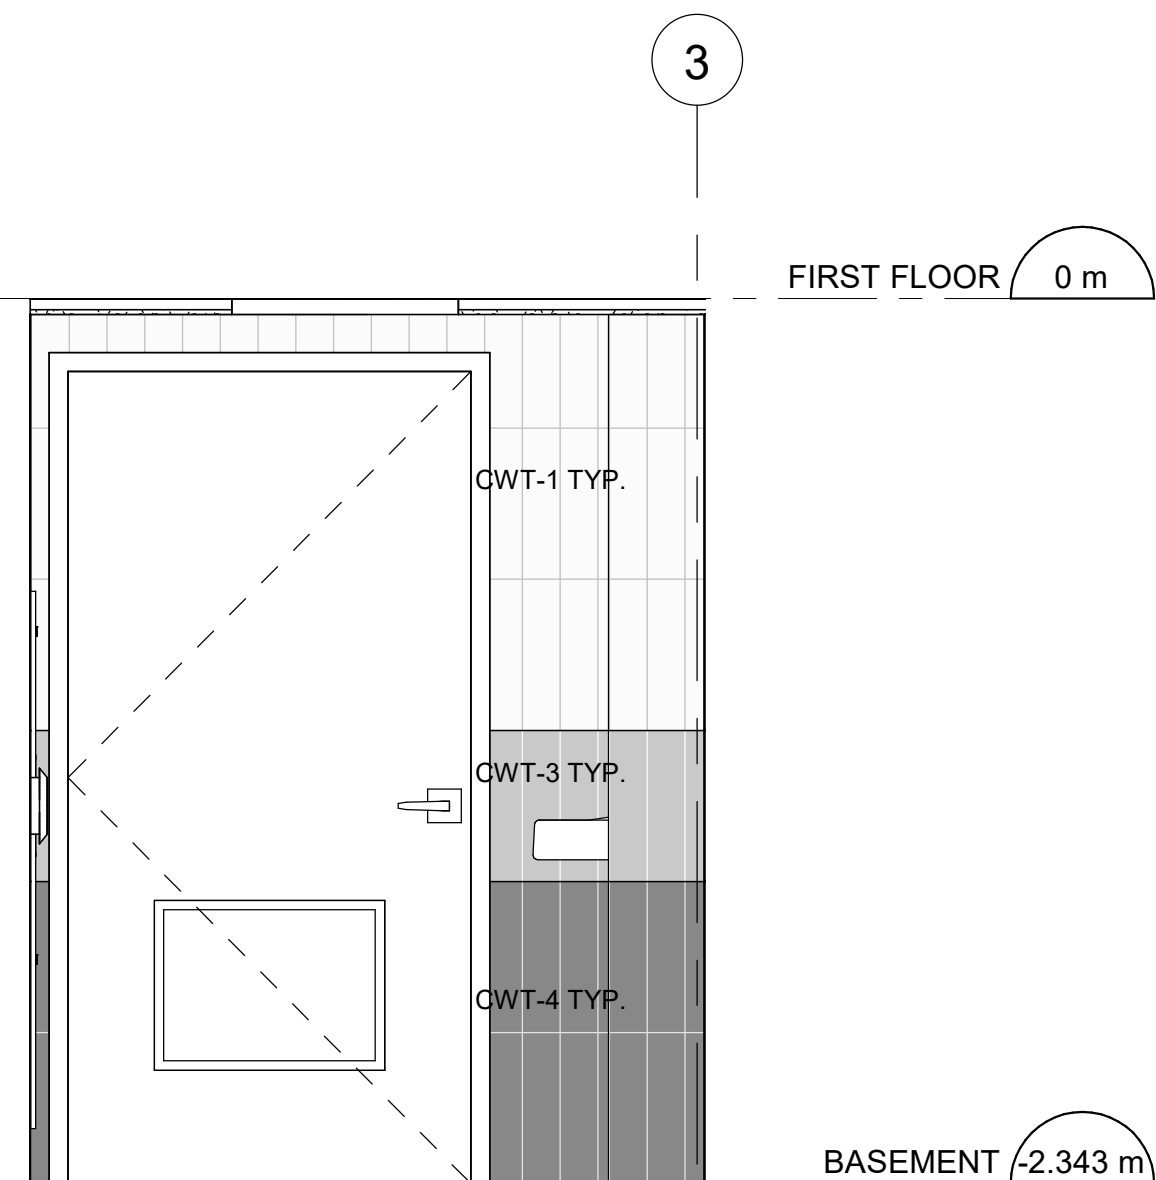 3
FIRST FLOOR 0 m
CWT-1 TYP.
CWT-3 TYP.
CWT-4 TYP.
BASEMENT -2.343 m